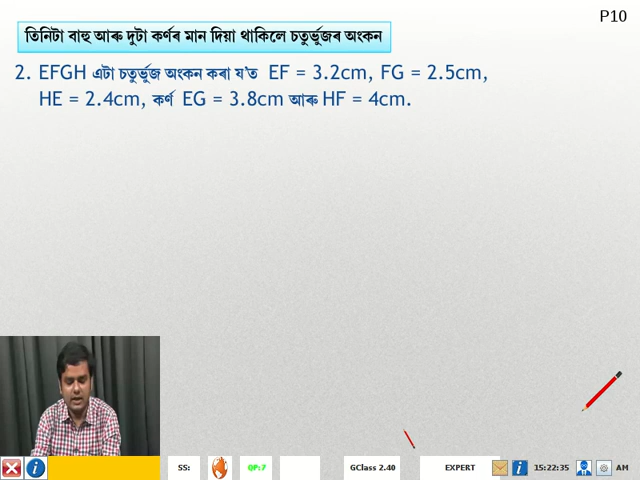 P10
তিনিটা বাহু আৰু দুটা কৰ্ণৰ মান দিয়া থাকিলে চতুৰ্ভুজৰ অংকন
2. EFGH এটা চতুৰ্ভুজ অংকন কৰা য'ত EF = 3.2cm, FG = 2.5cm,
HE = 2.4cm, কৰ্ণ EG = 3.8cm আৰু HF = 4cm.
SS: OP:7 GClass 2.40 EXPERT 15:22:35 AM